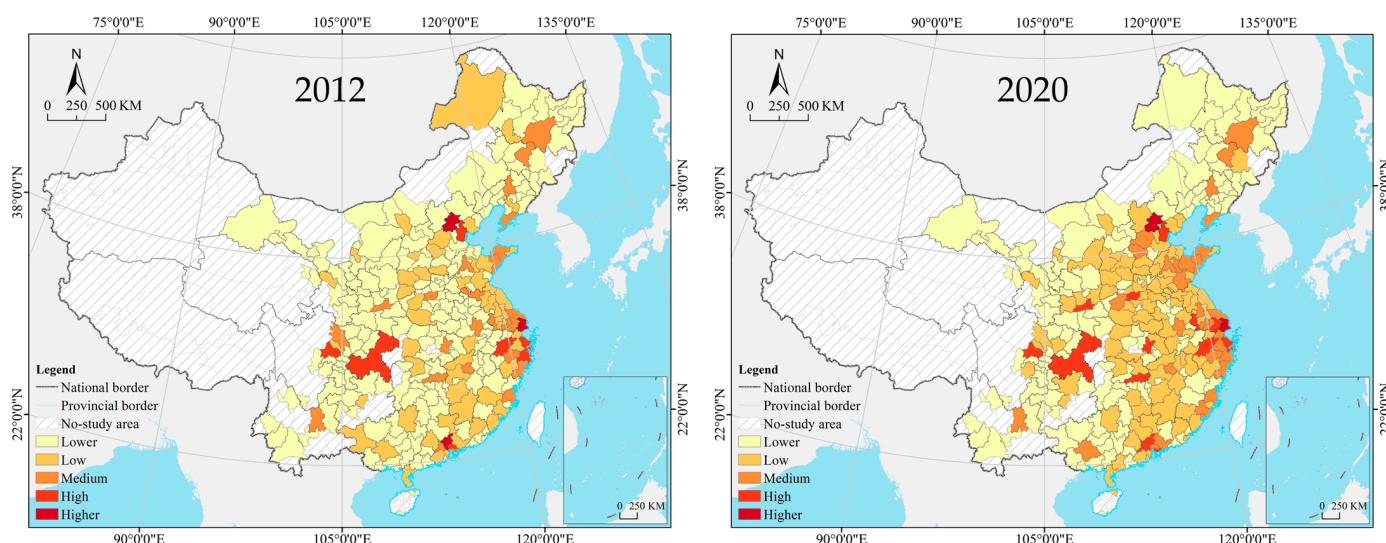 75°0'0"E 90°0'0"E 105°0'0"E 120°0'0"E 135°0'0"E
N
2012
0 250 500 KM
38°0'0"N
38°0'0"N
22°0'0"N
22°0'0"N
Legend
National border
Provincial border
No-study area
Lower
Low
Medium
High
Higher
0 250 KM
90°0'0"E 105°0'0"E 120°0'0"E
75°0'0"E 90°0'0"E 105°0'0"E 120°0'0"E 135°0'0"E
N
2020
0 250 500 KM
38°0'0"N
22°0'0"N
Legend
National border
Provincial border
No-study area
Lower
Low
Medium
High
Higher
0 250 KM
90°0'0"E 105°0'0"E 120°0'0"E